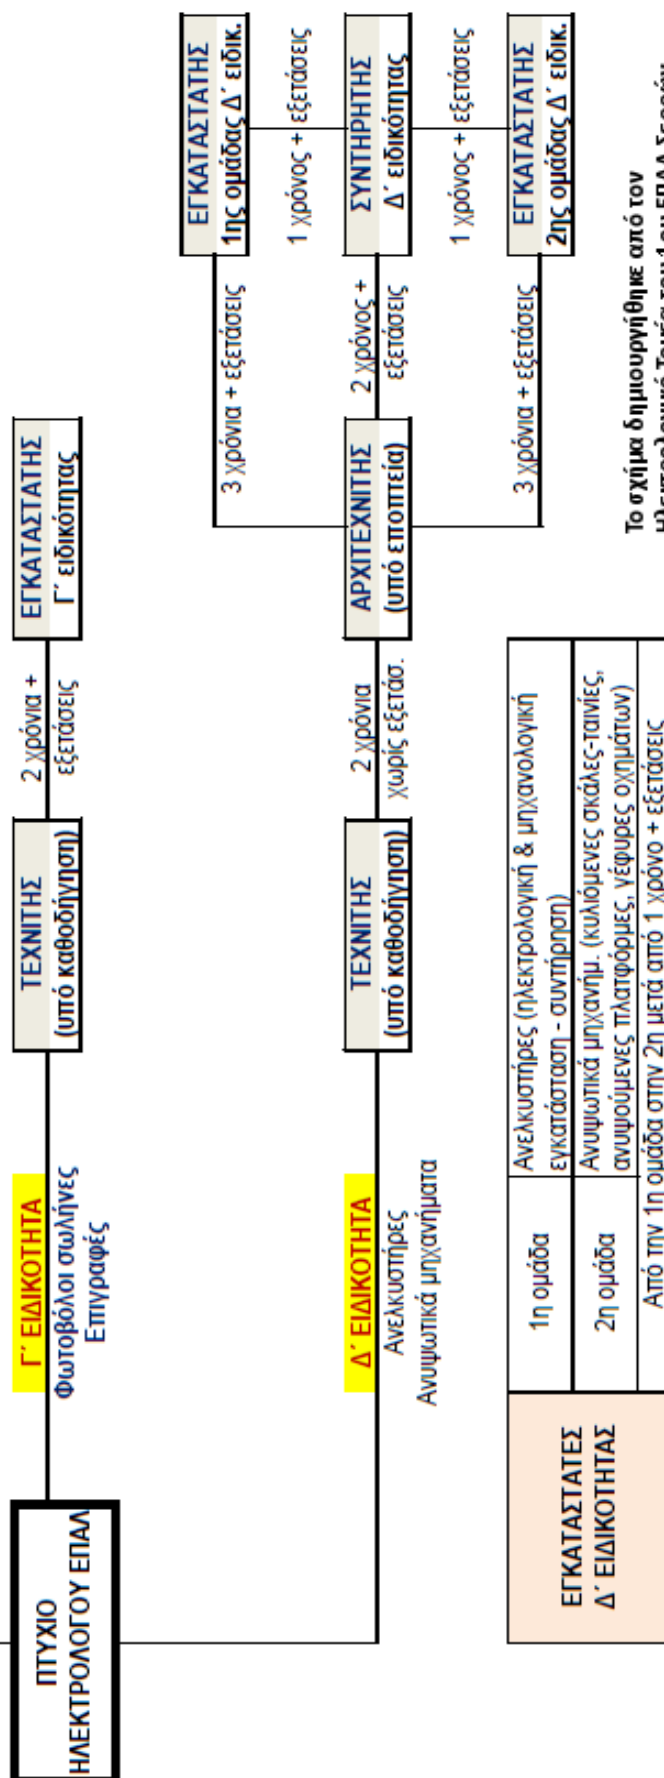 ΠΤΥΧΙΟ
ΗΛΕΚΤΡΟΛΟΓΟΥ ΕΠΑΛ
Γ΄ ΕΙΔΙΚΟΤΗΤΑ
Φωτοβόλοι σωλήνες
Επιγραφές
ΤΕΧΝΙΤΗΣ
(υπό καθοδήγηση)
2 χρόνια +
εξετάσεις
ΕΓΚΑΤΑΣΤΑΤΗΣ
Γ΄ ειδικότητας
Δ΄ ΕΙΔΙΚΟΤΗΤΑ
Ανελκυστήρες
Ανυψωτικά μηχανήματα
ΤΕΧΝΙΤΗΣ
(υπό καθοδήγηση)
2 χρόνια
χωρίς εξετάσ.
ΑΡΧΙΤΕΧΝΙΤΗΣ
(υπό εποπτεία)
3 χρόνια + εξετάσεις
2 χρόνος +
εξετάσεις
3 χρόνια + εξετάσεις
ΕΓΚΑΤΑΣΤΑΤΗΣ
1ης ομάδας Δ΄ ειδικ.
1 χρόνος + εξετάσεις
ΣΥΝΤΗΡΗΤΗΣ
Δ΄ ειδικότητας
1 χρόνος + εξετάσεις
ΕΓΚΑΤΑΣΤΑΤΗΣ
2ης ομάδας Δ΄ ειδικ.
ΕΓΚΑΤΑΣΤΑΤΕΣ
Δ΄ ΕΙΔΙΚΟΤΗΤΑΣ
1η ομάδα
Ανελκυστήρες (ηλεκτρολογική & μηχανολογική
εγκατάσταση - συντήρηση)
2η ομάδα
Ανυψωτικά μηχανήμ. (κυλιόμενες σκάλες-ταινίες,
ανυψούμενες πλατφόρμες, γέφυρες οχημάτων)
Από την 1η ομάδα στην 2η μετά από 1 χρόνο + εξετάσεις
Το σχήμα δημιουργήθηκε από τον